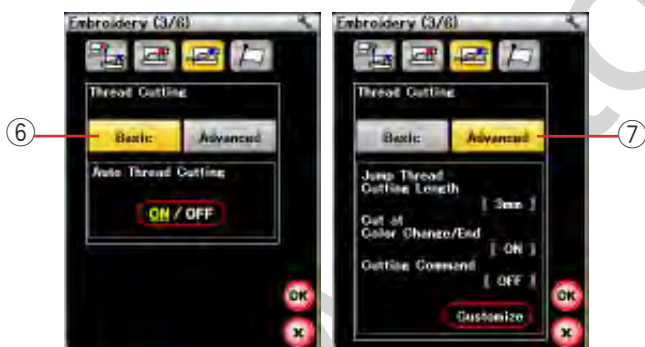 Embroidery (3/6)
Thread Cutting
Basic Advanced
Auto Thread Cutting
ON / OFF
OK
x
Embroidery (3/6)
Thread Cutting
Basic Advanced
Jump Thread
Cutting Length
[ 3mm ]
Cut at
Color Change/End
[ ON ]
Cutting Command
[ OFF ]
Customize
OK
x
⑥
⑦